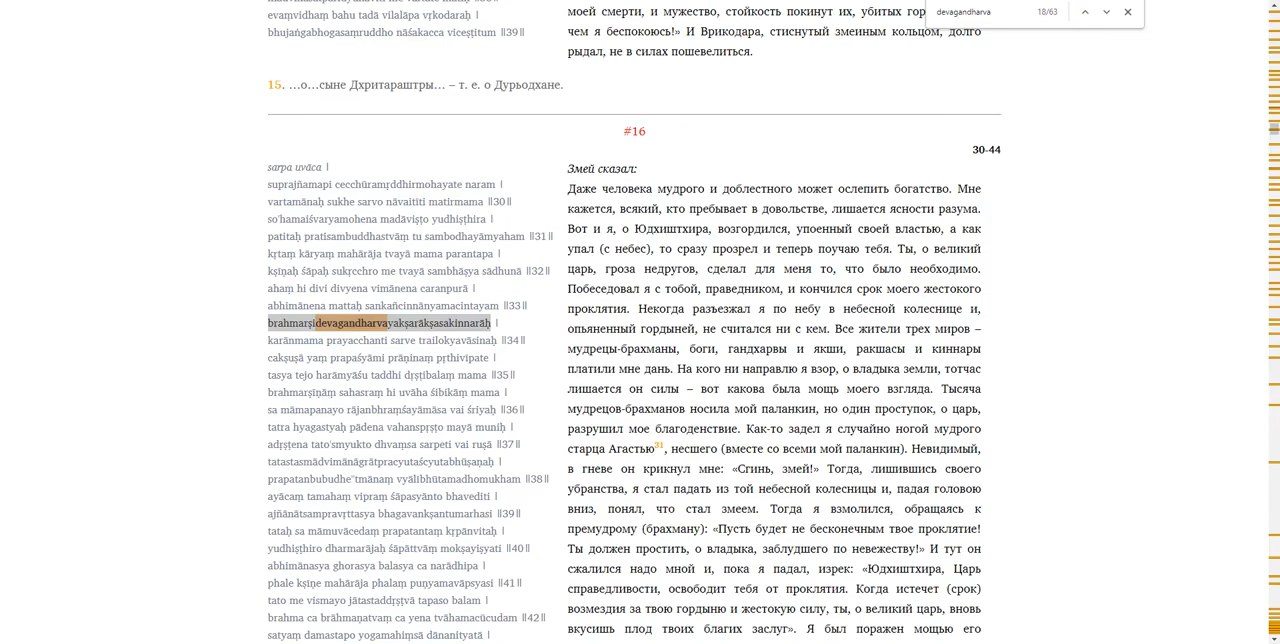 devagandharva 18/63
evaṃvidham bahu tadā vilalāpa vṛkodaraḥ |
bhujaṅgabhogasaṃruddho nāśakacca viceṣṭitum ||39||
моей смерти, и мужество, стойкость покинут их, убитых
чем я беспокоюсь!» И Врикодара, стиснутый змеиным кольцом, долго
рыдал, не в силах пошевелиться.
15. …о…сыне Дхритараштры… – т. е. о Дурьодхане.
#16
30-44
sarpa uvāca |
suprajñamapi cecchūramṛddhirmohayate naram |
vartamānaḥ sukhe sarvo nāvaititi matirmama ||30||
so'hamaiśvaryamohena madāviṣṭo yudhiṣṭhira |
patitaḥ pratisambuddhastvāṃ tu sambodhayāmyaham ||31||
kṛtaṃ kāryaṃ mahārāja tvayā mama parantapa |
kṣīṇaḥ śāpaḥ sukṛcchro me tvayā sambhāṣya sādhunā ||32||
ahaṃ hi divi divyena vimānena caranpurā |
abhimānena mattaḥ sankañcinnānyamacintayam ||33||
brahmarṣidevagandharvayakṣarākṣasakinnarāḥ |
karānmama prayacchanti sarve trailokyavāsinaḥ ||34||
cakṣuṣā yaṃ prapaśyāmi prāṇinaṃ pṛthivipate |
tasya tejo harāmyāśu taddhi dṛṣṭibalaṃ mama ||35||
brahmarṣīṇāṃ sahasraṃ hi uvāha śibikāṃ mama |
sa māmapanayo rājanbhraṃśayāmāsa vai śriyaḥ ||36||
tatra hyagastyaḥ pādena vahanspṛṣṭo mayā muniḥ |
adṛṣṭena tato'smyukto dhvaṃsa sarpeti vai ruṣā ||37||
tatastasmādvimānāgrātpracyutaścyutabhūṣaṇaḥ |
prapatanbubudhe"tmānaṃ vyālibhūtamadhomukham ||38||
ayācaṃ tamahaṃ vipraṃ śāpasyānto bhavediti |
ajñānātsampravṛttasya bhagavankṣantumarhasi ||39||
tataḥ sa māmuvācedaṃ prapatantaṃ kṛpānvitaḥ |
yudhiṣṭhiro dharmarājaḥ śāpāttvāṃ mokṣayiṣyati ||40||
abhimānasya ghorasya balasya ca narādhipa |
phale kṣīṇe mahārāja phalaṃ puṇyamavāpsyasi ||41||
tato me vismayo jātastaddṛṣṭvā tapaso balam |
brahma ca brāhmaṇatvaṃ ca yena tvāhamacūcudam ||42||
satyaṃ damastapo yogamahiṃsā dānanityatā |
Змей сказал:
Даже человека мудрого и доблестного может ослепить богатство. Мне
кажется, всякий, кто пребывает в довольстве, лишается ясности разума.
Вот и я, о Юдхиштхира, возгордился, упоенный своей властью, а как
упал (с небес), то сразу прозрел и теперь поучаю тебя. Ты, о великий
царь, гроза недругов, сделал для меня то, что было необходимо.
Побеседовал я с тобой, праведником, и кончился срок моего жестокого
проклятия. Некогда разъезжал я по небу в небесной колеснице и,
опьяненный гордыней, не считался ни с кем. Все жители трех миров –
мудрецы-брахманы, боги, гандхарвы и якши, ракшасы и киннары
платили мне дань. На кого ни направлю я взор, о владыка земли, тотчас
лишается он силы – вот какова была мощь моего взгляда. Тысяча
мудрецов-брахманов носила мой паланкин, но один проступок, о царь,
разрушил мое благоденствие. Как-то задел я случайно ногой мудрого
старца Агастью31, несшего (вместе со всеми мой паланкин). Невидимый,
в гневе он крикнул мне: «Сгинь, змей!» Тогда, лишившись своего
убранства, я стал падать из той небесной колесницы и, падая головою
вниз, понял, что стал змеем. Тогда я взмолился, обращаясь к
премудрому (брахману): «Пусть будет не бесконечным твое проклятие!
Ты должен простить, о владыка, заблудшего по невежеству!» И тут он
сжалился надо мной и, пока я падал, изрек: «Юдхиштхира, Царь
справедливости, освободит тебя от проклятия. Когда истечет (срок)
возмездия за твою гордыню и жестокую силу, ты, о великий царь, вновь
вкусишь плод твоих благих заслуг». Я был поражен мощью его